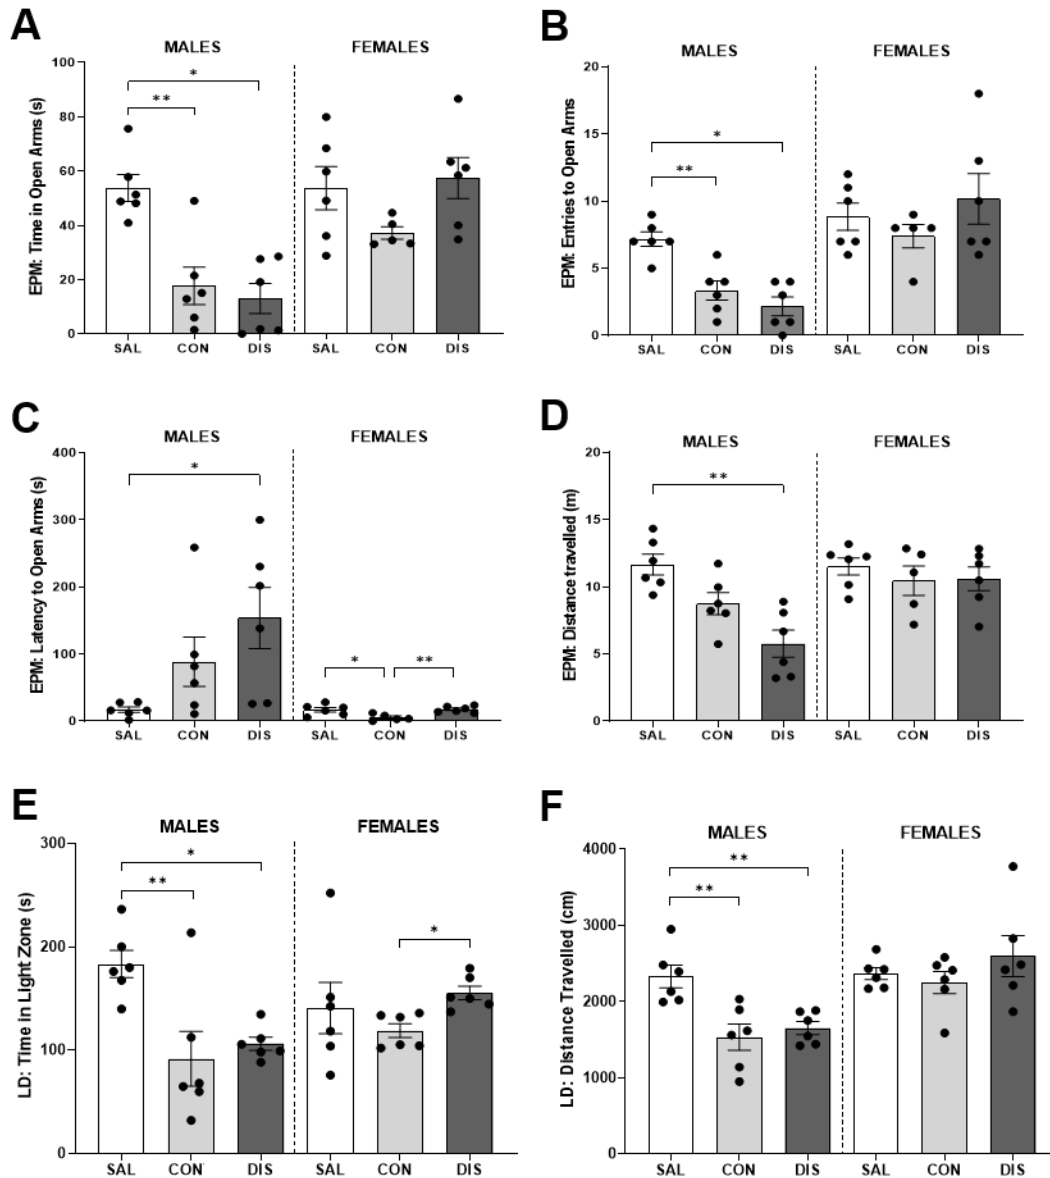 A
MALES
FEMALES
EPM: Time in Open Arms (s)
100
80
60
40
20
0
*
**
SAL CON DIS SAL CON DIS
B
MALES
FEMALES
EPM: Entries to Open Arms
20
15
10
5
0
*
**
SAL CON DIS SAL CON DIS
C
MALES
FEMALES
EPM: Latency to Open Arms (s)
400
300
200
100
0
*
* **
SAL CON DIS SAL CON DIS
D
MALES
FEMALES
EPM: Distance travelled (m)
20
15
10
5
0
**
SAL CON DIS SAL CON DIS
E
MALES
FEMALES
LD: Time in Light Zone (s)
300
200
100
0
*
**
*
SAL CON DIS SAL CON DIS
F
MALES
FEMALES
LD: Distance Travelled (cm)
4000
3000
2000
1000
0
**
**
SAL CON DIS SAL CON DIS